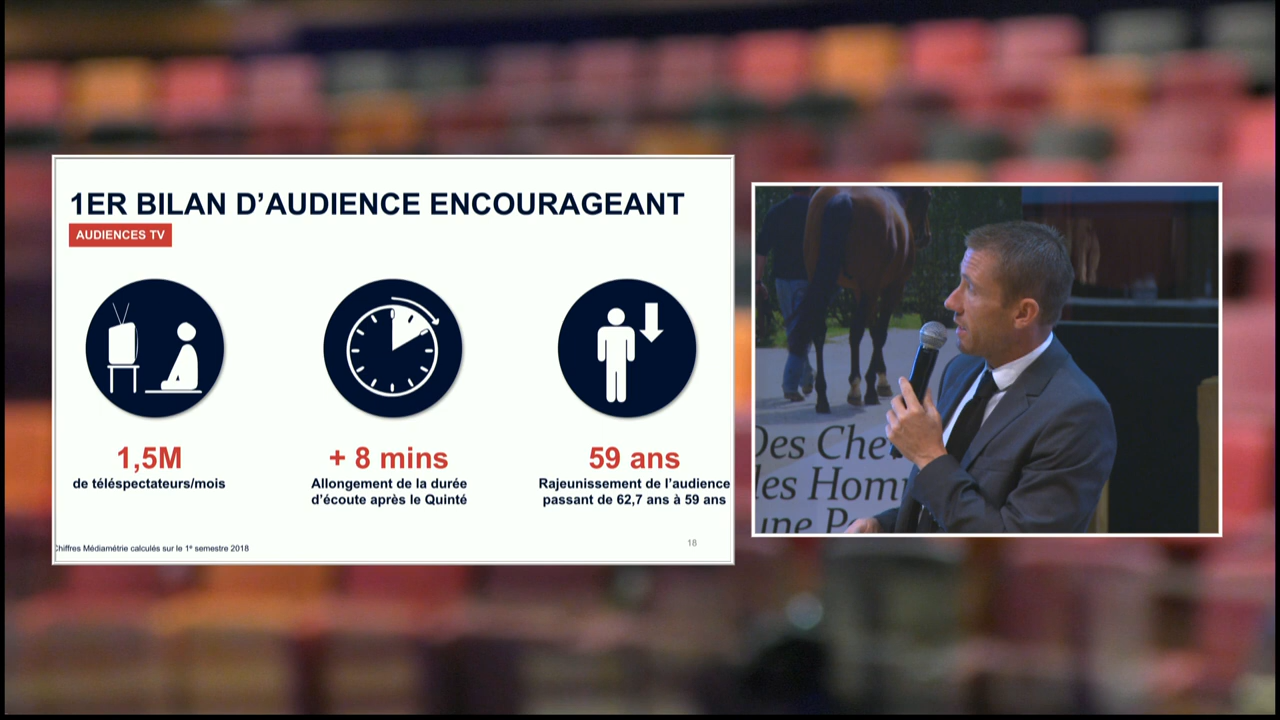 1ER BILAN D'AUDIENCE ENCOURAGEANT
AUDIENCES TV
1,5M
de téléspectateurs/mois
+ 8 mins
Allongement de la durée
d'écoute après le Quinté
59 ans
Rajeunissement de l'audience
passant de 62,7 ans à 59 ans
Chiffres Médiamétrie calculés sur le 1e semestre 2018
18
Des Che
les Hom
une P